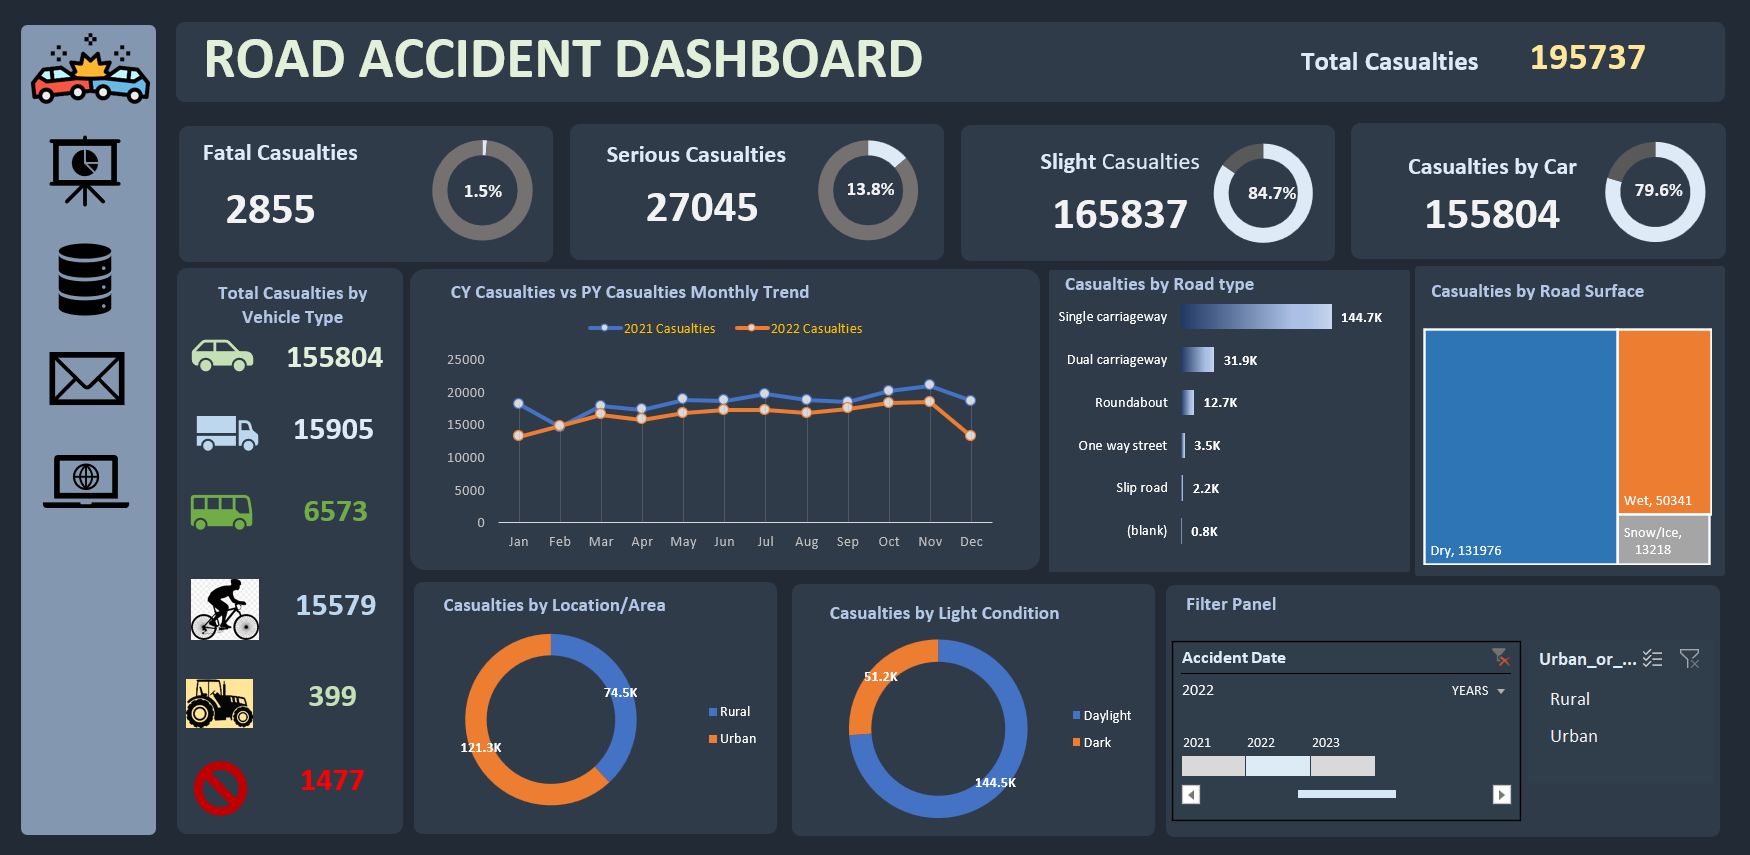 ROAD ACCIDENT DASHBOARD
Total Casualties
195737
Fatal Casualties
2855
1.5%
Serious Casualties
27045
13.8%
Slight Casualties
165837
84.7%
Casualties by Car
155804
79.6%
Total Casualties by
Vehicle Type
155804
15905
6573
15579
399
1477
CY Casualties vs PY Casualties Monthly Trend
2021 Casualties
2022 Casualties
25000
20000
15000
10000
5000
0
Jan Feb Mar Apr May Jun Jul Aug Sep Oct Nov Dec
Casualties by Road type
Single carriageway 144.7K
Dual carriageway 31.9K
Roundabout 12.7K
One way street 3.5K
Slip road 2.2K
(blank) 0.8K
Casualties by Road Surface
Dry, 131976
Wet, 50341
Snow/Ice,
13218
Casualties by Location/Area
74.5K
121.3K
Rural
Urban
Casualties by Light Condition
51.2K
144.5K
Daylight
Dark
Filter Panel
Accident Date
2022
YEARS
2021 2022 2023
Urban_or_...
Rural
Urban